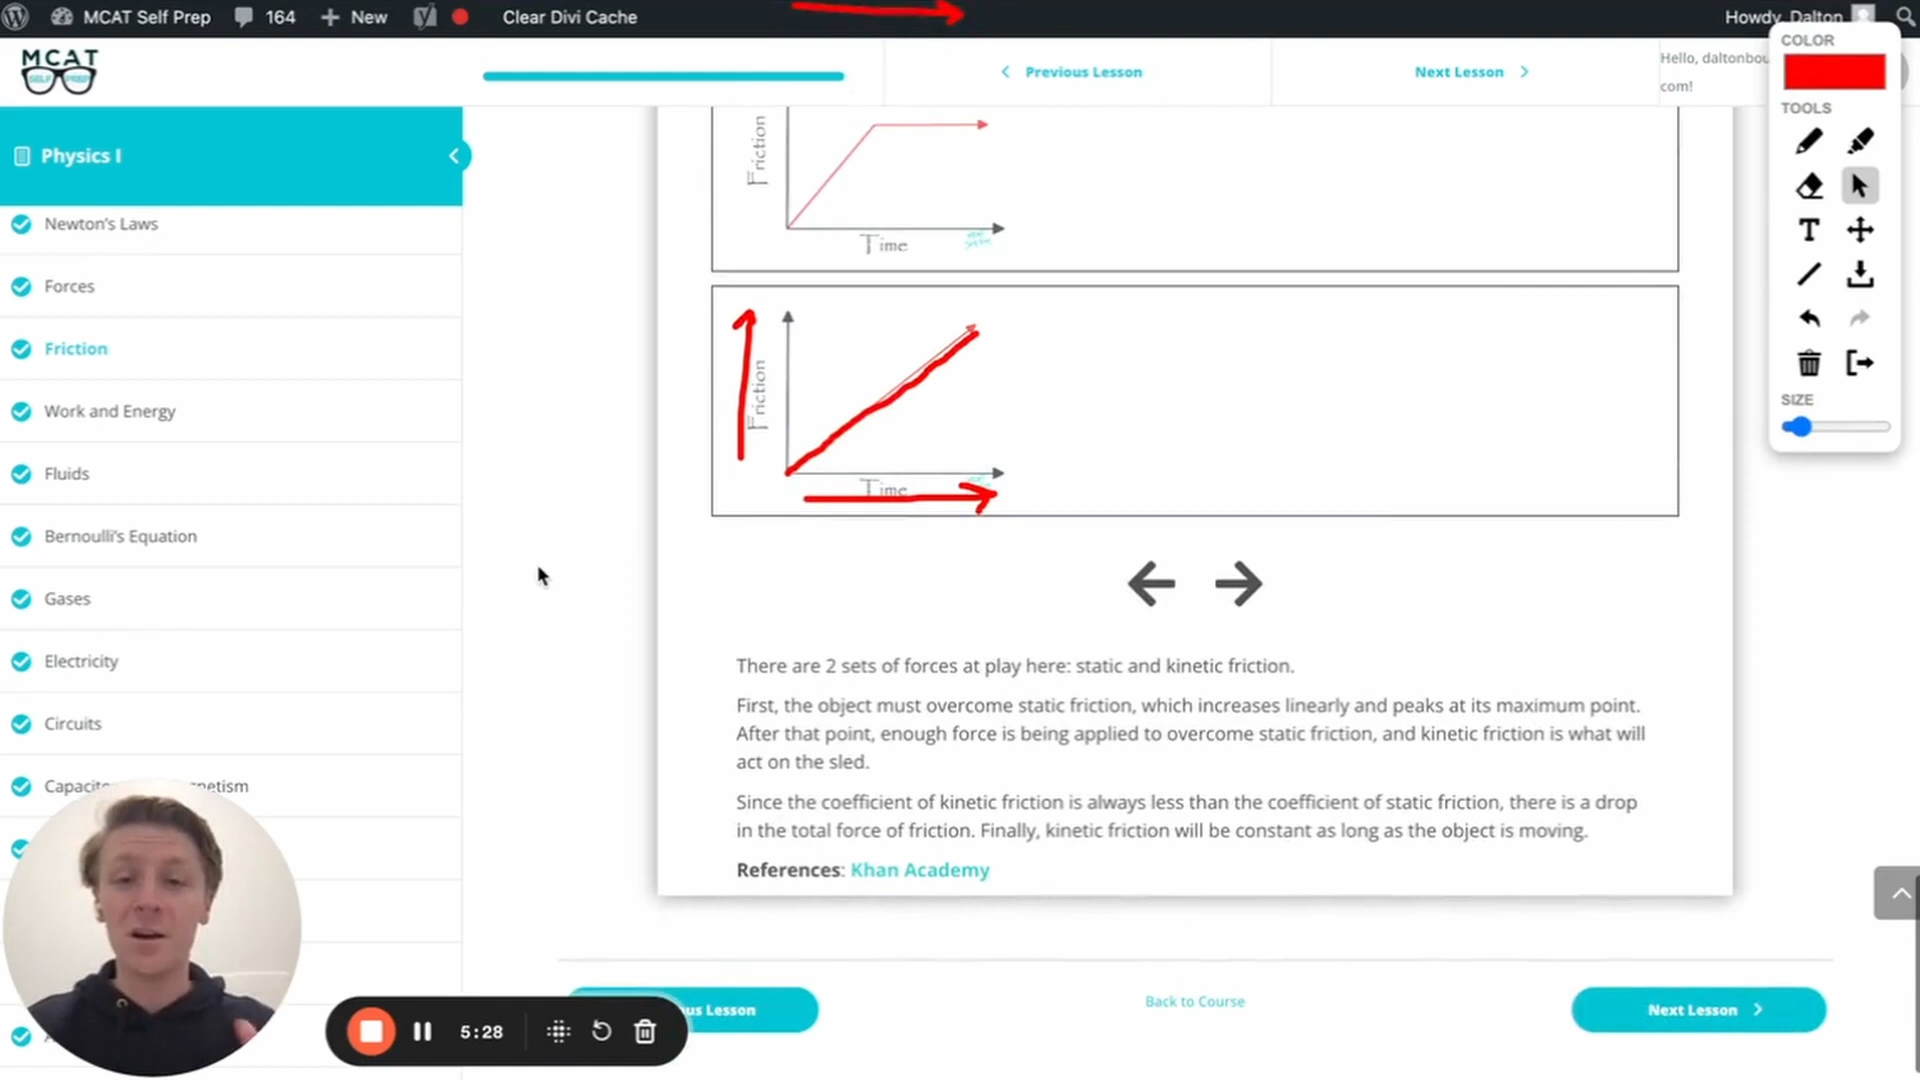 MCAT Self Prep
164
New
Clear Divi Cache
Howdy, Dalton
MCAT
SELF PREP
Previous Lesson
Next Lesson
Hello, daltonbou
com!
COLOR
TOOLS
SIZE
Physics I
Newton's Laws
Forces
Friction
Work and Energy
Fluids
Bernoulli's Equation
Gases
Electricity
Circuits
Capacito
netism
Friction
Time
Friction
Time
There are 2 sets of forces at play here: static and kinetic friction.
First, the object must overcome static friction, which increases linearly and peaks at its maximum point.
After that point, enough force is being applied to overcome static friction, and kinetic friction is what will
act on the sled.
Since the coefficient of kinetic friction is always less than the coefficient of static friction, there is a drop
in the total force of friction. Finally, kinetic friction will be constant as long as the object is moving.
References: Khan Academy
us Lesson
Back to Course
Next Lesson
5:28